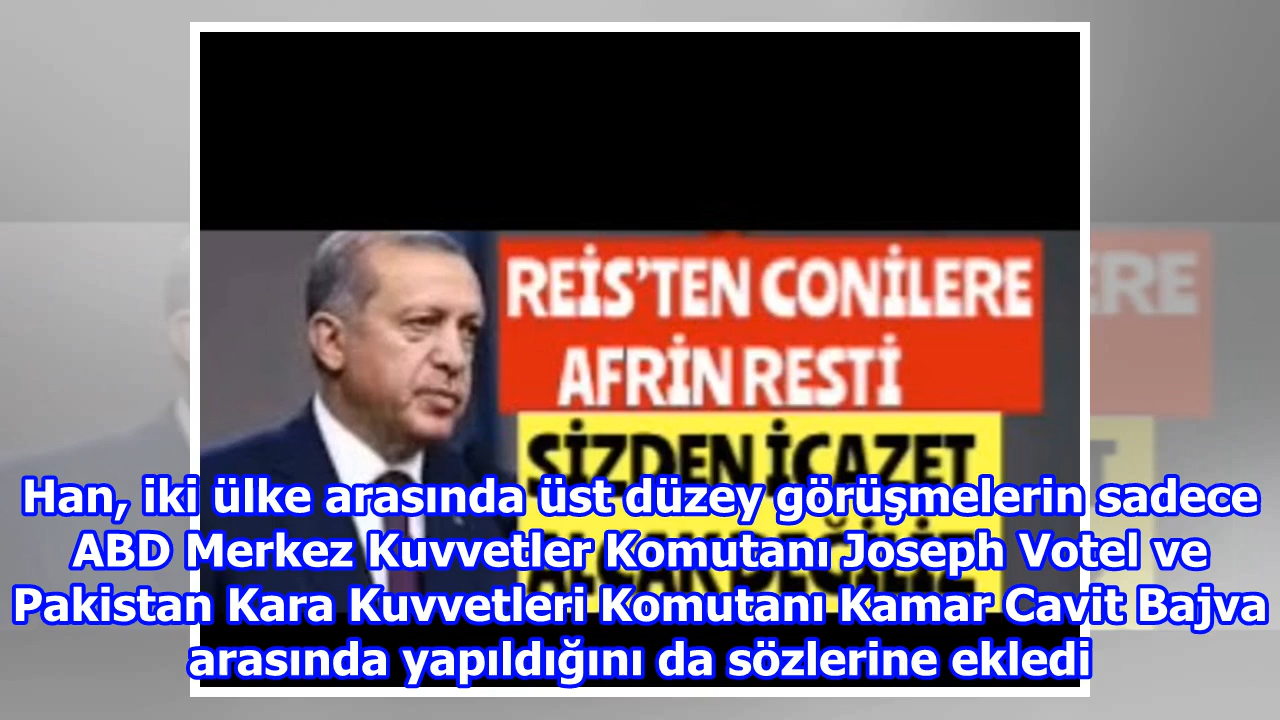 REİS'TEN CONİLERE
AFRİN RESTİ
SİZDEN İCAZET
Han, iki ülke arasında üst düzey görüşmelerin sadece
ABD Merkez Kuvvetler Komutanı Joseph Votel ve
Pakistan Kara Kuvvetleri Komutanı Kamar Cavit Bajva
arasında yapıldığını da sözlerine ekledi